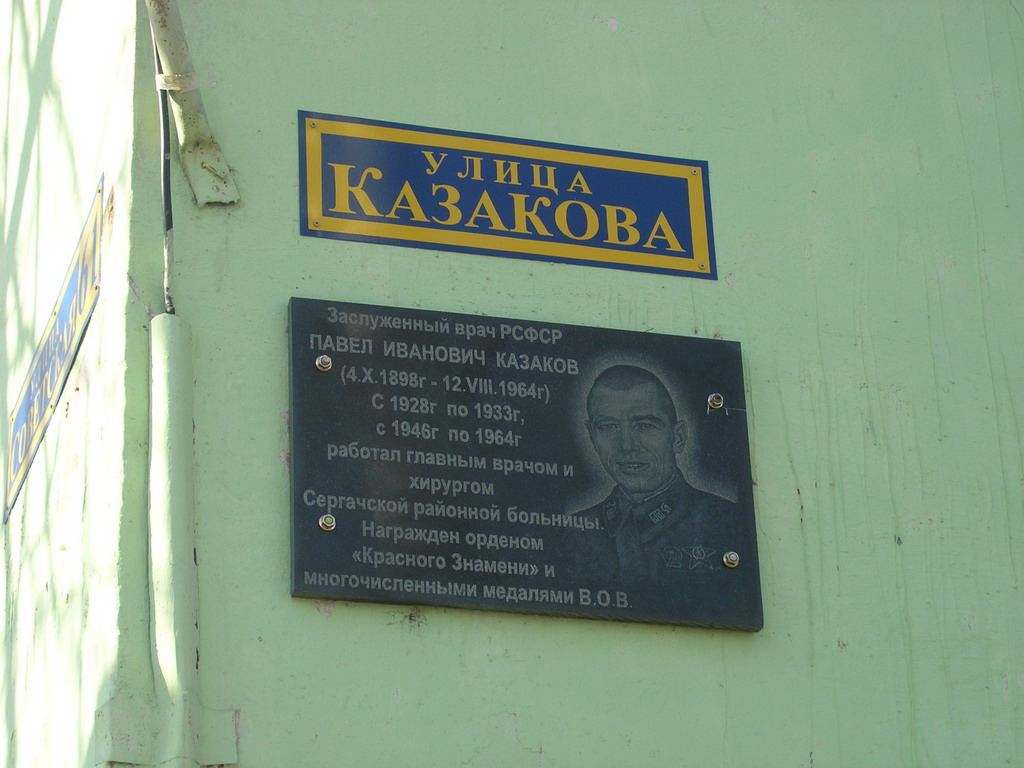 УЛИЦА
КАЗАКОВА
Заслуженный врач РСФСР
ПАВЕЛ ИВАНОВИЧ КАЗАКОВ
(4.X.1898г - 12.VIII.1964г)
С 1928г по 1933г,
с 1946г по 1964г
работал главным врачом и
хирургом
Сергачской районной больницы.
Награжден орденом
«Красного Знамени» и
многочисленными медалями В.О.В.
СОВЕТСКАЯ